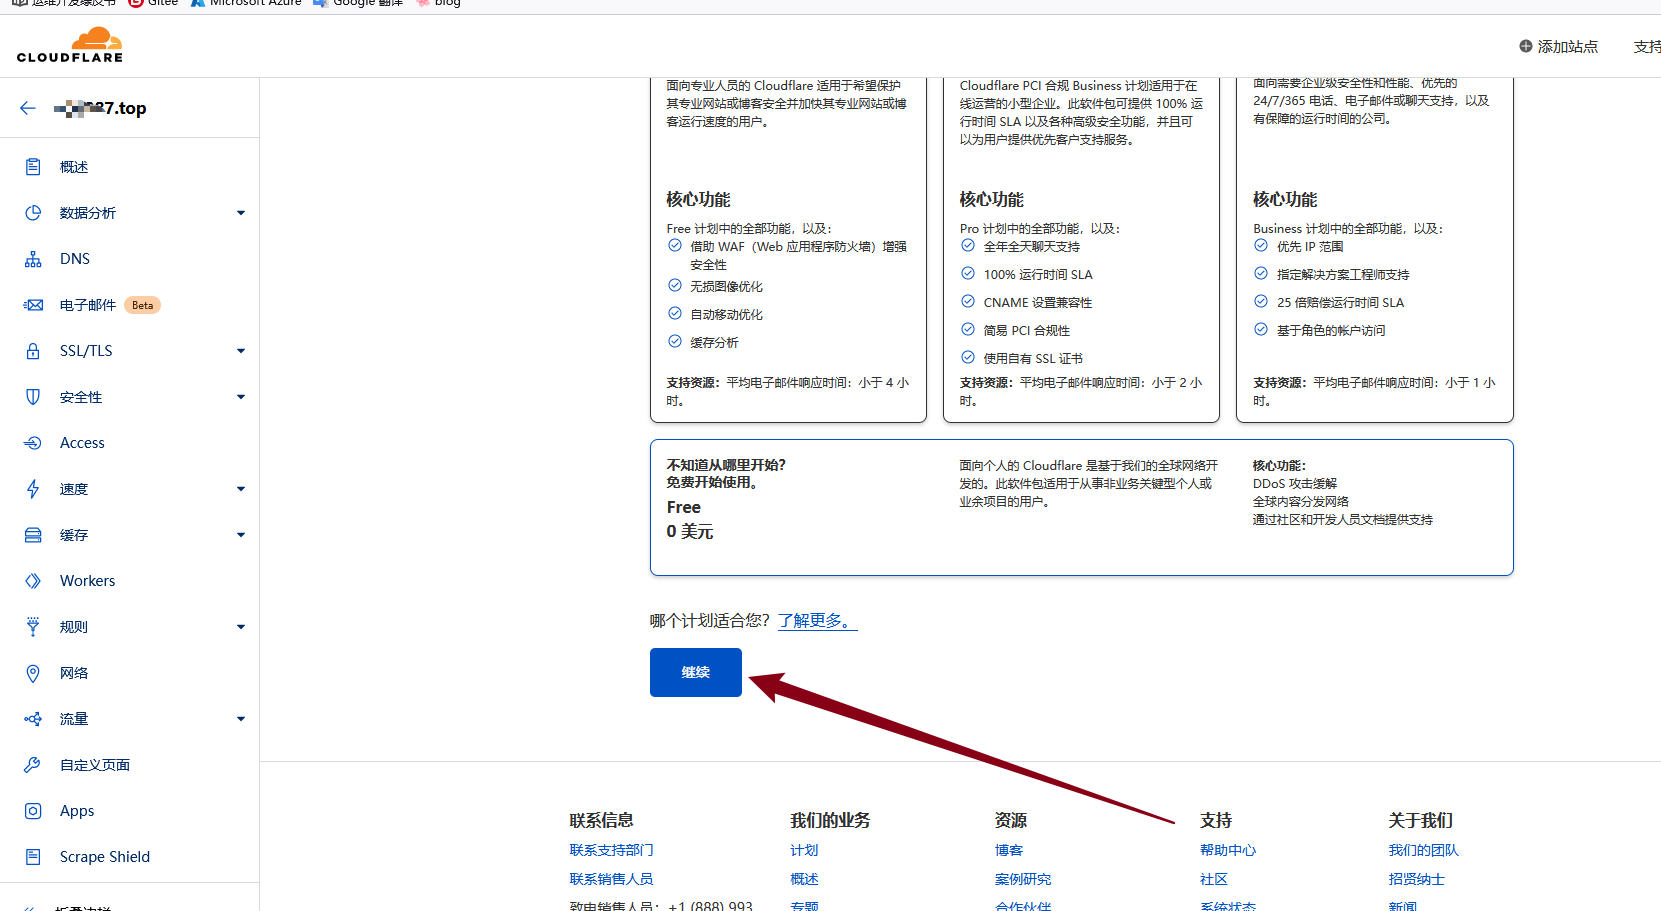 Gitee
Microsoft Azure
Google 翻译
blog
CLOUDFLARE
添加站点
支持
87.top
概述
数据分析
DNS
电子邮件 Beta
SSL/TLS
安全性
Access
速度
缓存
Workers
规则
网络
流量
自定义页面
Apps
Scrape Shield
面向专业人员的 Cloudflare 适用于希望保护
其专业网站或博客安全并加快其专业网站或博
客运行速度的用户。
核心功能
Free 计划中的全部功能，以及：
借助 WAF（Web 应用程序防火墙）增强
安全性
无损图像优化
自动移动优化
缓存分析
支持资源：平均电子邮件响应时间：小于 4 小
时。
Cloudflare PCI 合规 Business 计划适用于在
线运营的小型企业。此软件包可提供 100% 运
行时间 SLA 以及各种高级安全功能，并且可
以为用户提供优先客户支持服务。
核心功能
Pro 计划中的全部功能，以及：
全年全天聊天支持
100% 运行时间 SLA
CNAME 设置兼容性
简易 PCI 合规性
使用自有 SSL 证书
支持资源：平均电子邮件响应时间：小于 2 小
时。
面向需要企业级安全性和性能、优先的
24/7/365 电话、电子邮件或聊天支持，以及
有保障的运行时间的公司。
核心功能
Business 计划中的全部功能，以及：
优先 IP 范围
指定解决方案工程师支持
25 倍赔偿运行时间 SLA
基于角色的帐户访问
支持资源：平均电子邮件响应时间：小于 1 小
时。
不知道从哪里开始？
免费开始使用。
Free
0 美元
面向个人的 Cloudflare 是基于我们的全球网络开
发的。此软件包适用于从事非业务关键型个人或
业余项目的用户。
核心功能：
DDoS 攻击缓解
全球内容分发网络
通过社区和开发人员文档提供支持
哪个计划适合您？了解更多。
继续
联系信息
联系支持部门
联系销售人员
致电销售人员：+1 (888) 993
我们的业务
计划
概述
专题
资源
博客
案例研究
合作伙伴
支持
帮助中心
社区
系统状态
关于我们
我们的团队
招贤纳士
新闻